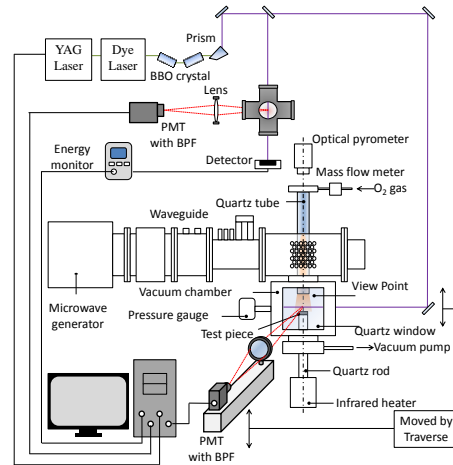 YAG
Laser
Dye
Laser
Prism
BBO crystal
Lens
PMT
with BPF
Energy
monitor
Detector
Optical pyrometer
Mass flow meter
O₂ gas
Quartz tube
Waveguide
Microwave
generator
Vacuum chamber
View Point
Pressure gauge
Test piece
Quartz window
Vacuum pump
Quartz rod
Infrared heater
PMT
with BPF
Moved by
Traverse